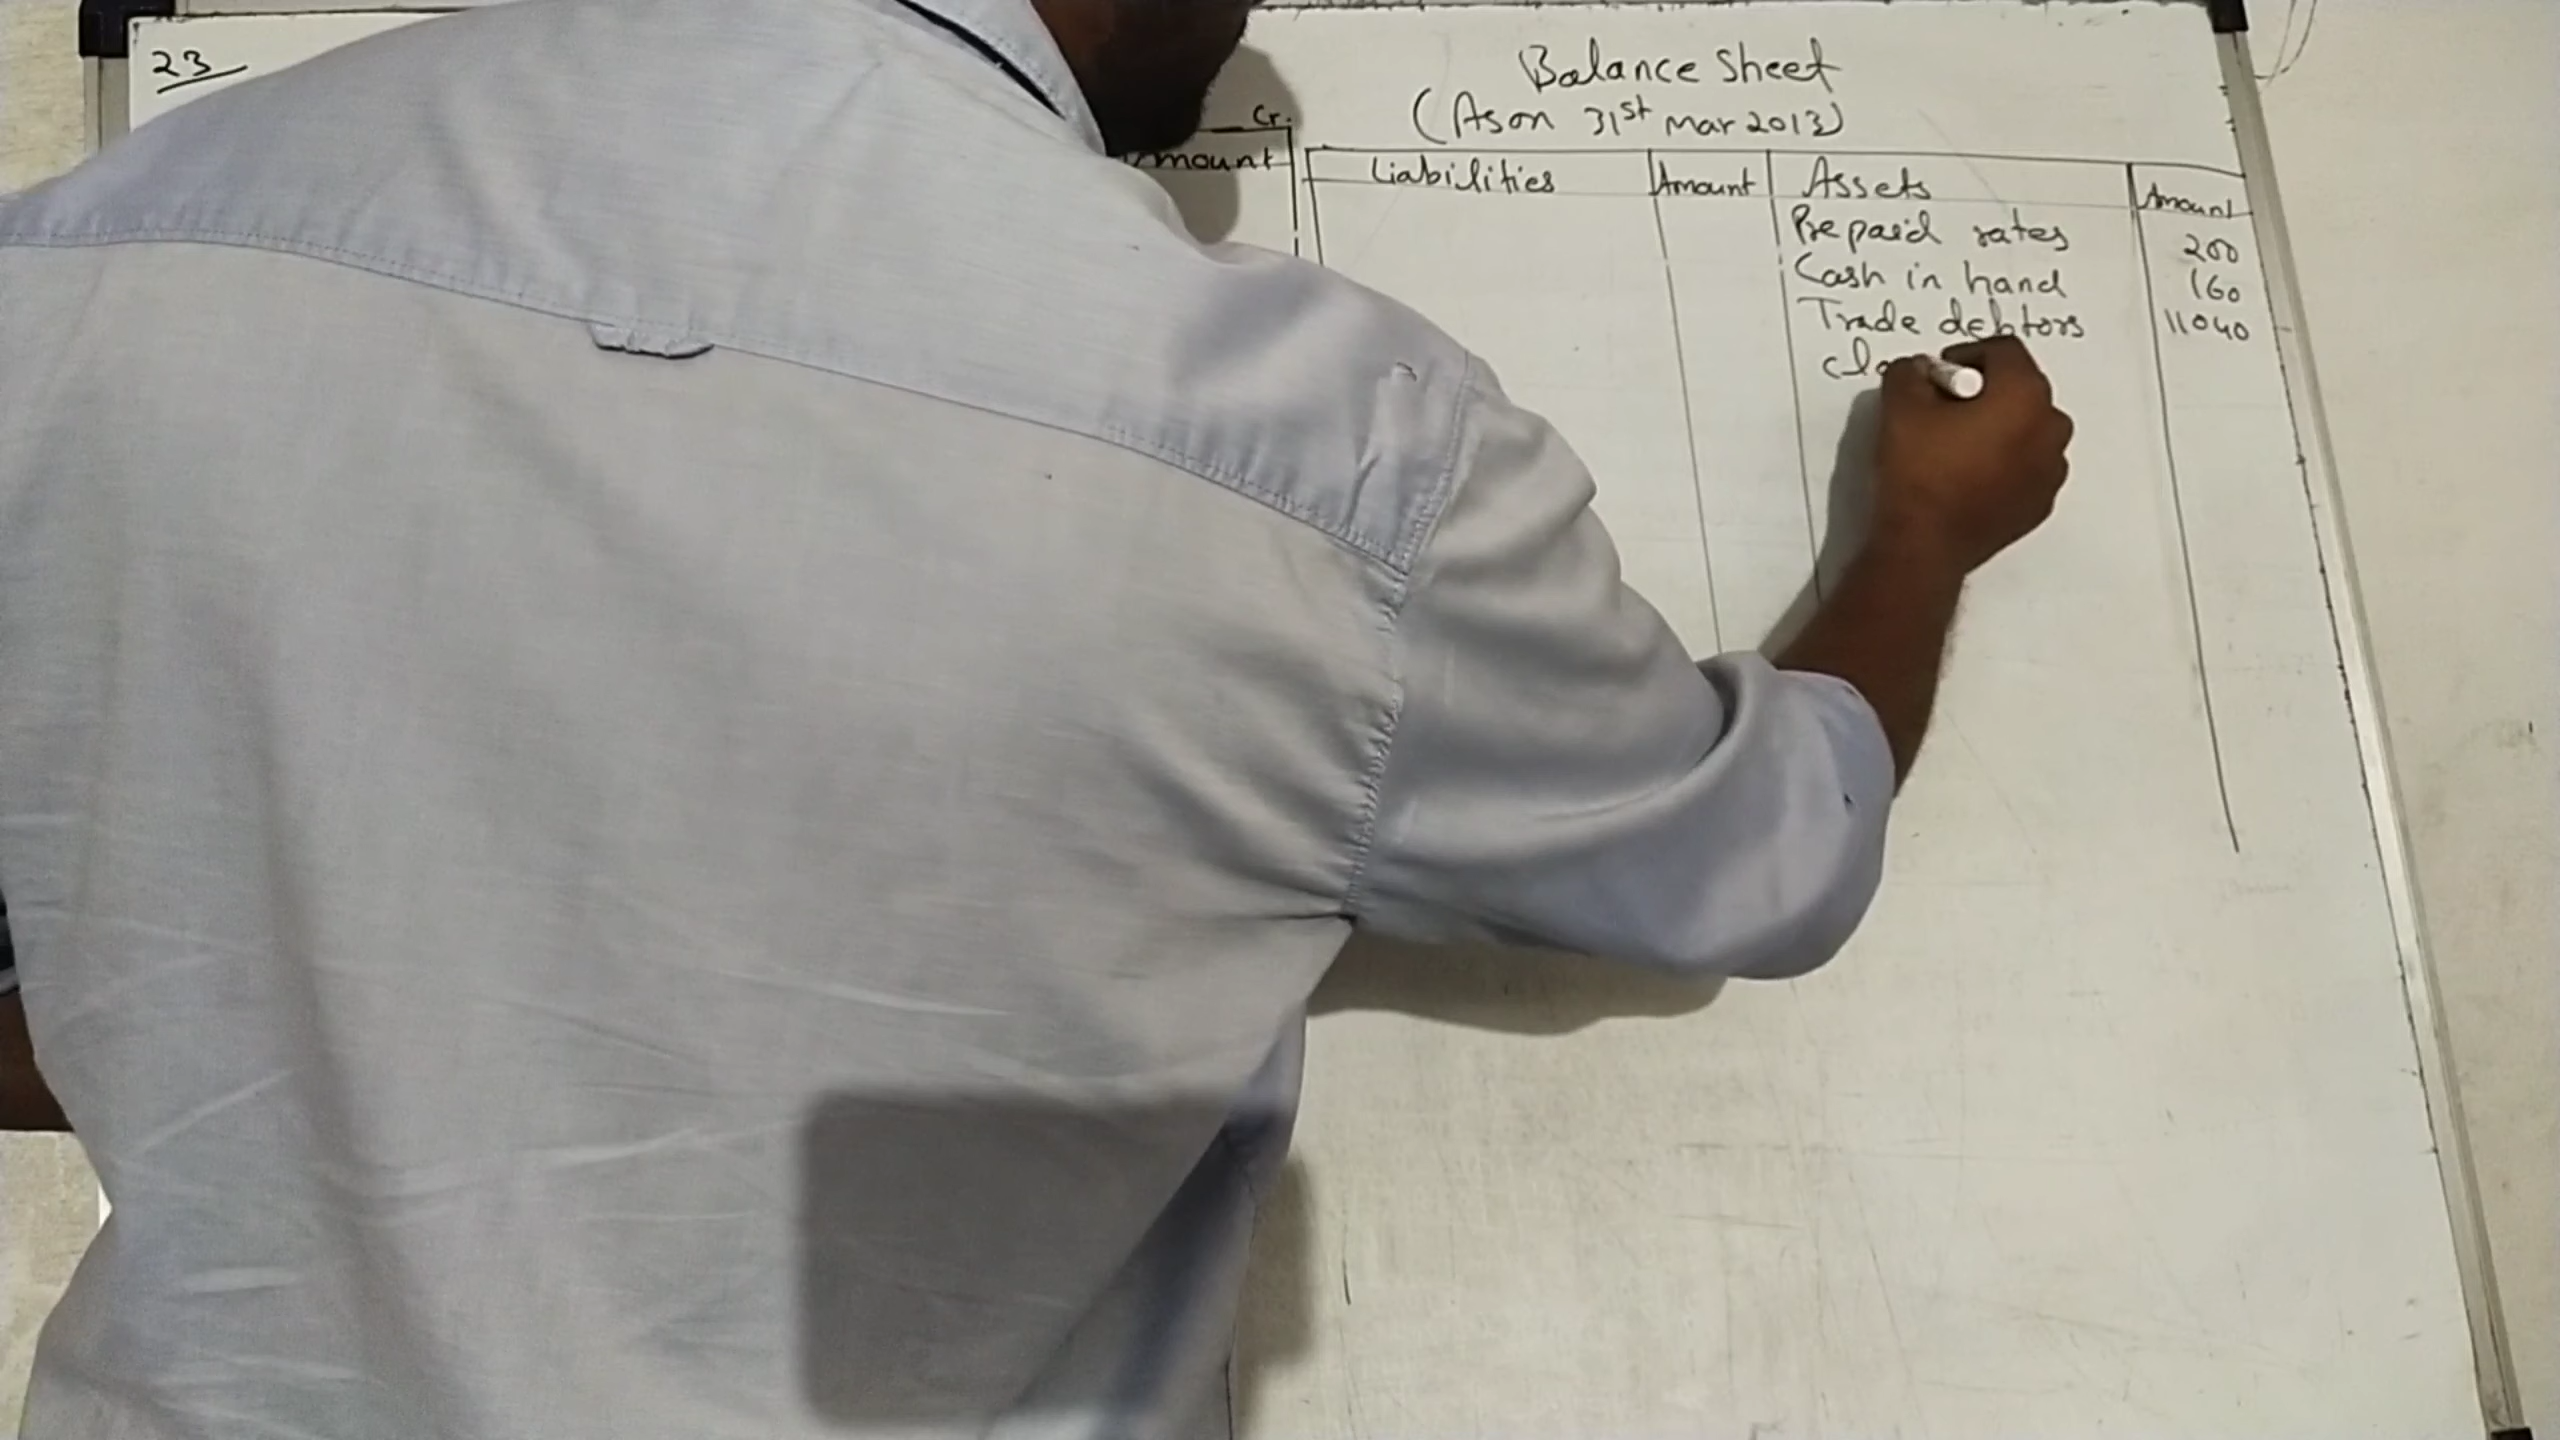 23
Cr.
Amount
Balance Sheet
(As on 31st Mar 2013)
Liabilities Amount Assets Amount
Prepaid rates 200
Cash in hand 160
Trade debtors 11040